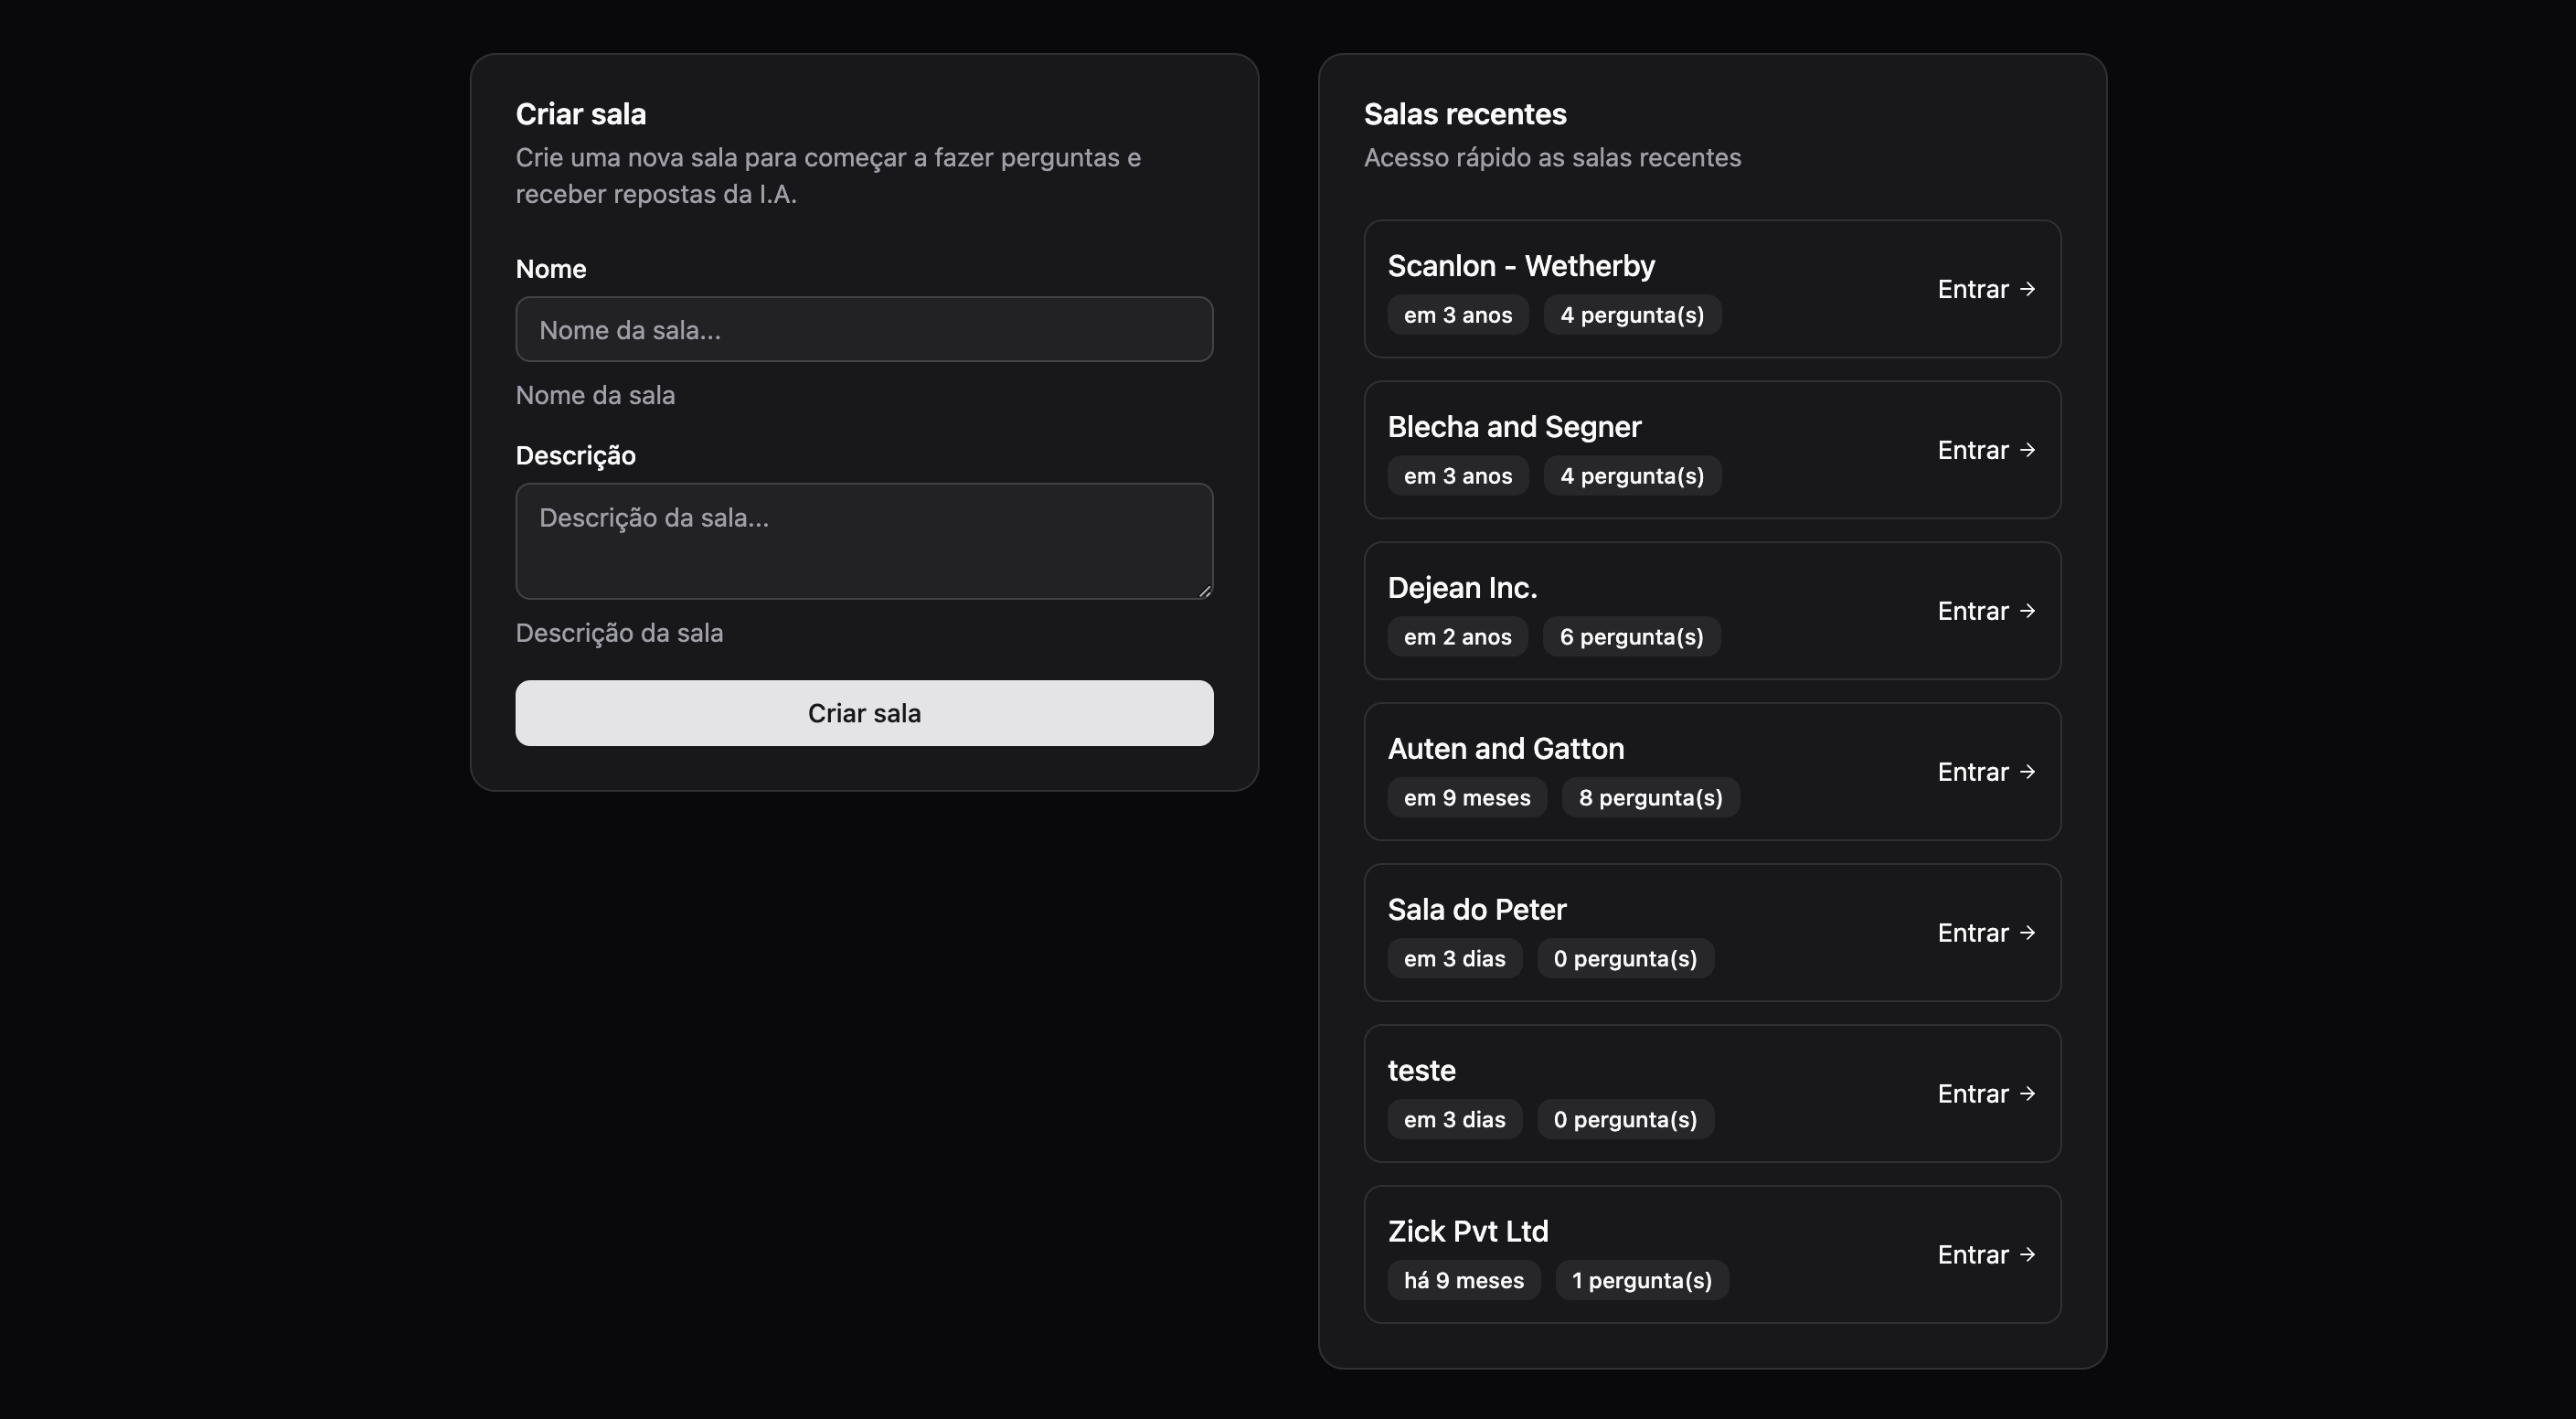 Criar sala
Crie uma nova sala para começar a fazer perguntas e
receber repostas da I.A.
Nome
Nome da sala...
Nome da sala
Descrição
Descrição da sala...
Descrição da sala
Criar sala
Salas recentes
Acesso rápido as salas recentes
Scanlon - Wetherby
em 3 anos 4 pergunta(s)
Entrar →
Blecha and Segner
em 3 anos 4 pergunta(s)
Entrar →
Dejean Inc.
em 2 anos 6 pergunta(s)
Entrar →
Auten and Gatton
em 9 meses 8 pergunta(s)
Entrar →
Sala do Peter
em 3 dias 0 pergunta(s)
Entrar →
teste
em 3 dias 0 pergunta(s)
Entrar →
Zick Pvt Ltd
há 9 meses 1 pergunta(s)
Entrar →